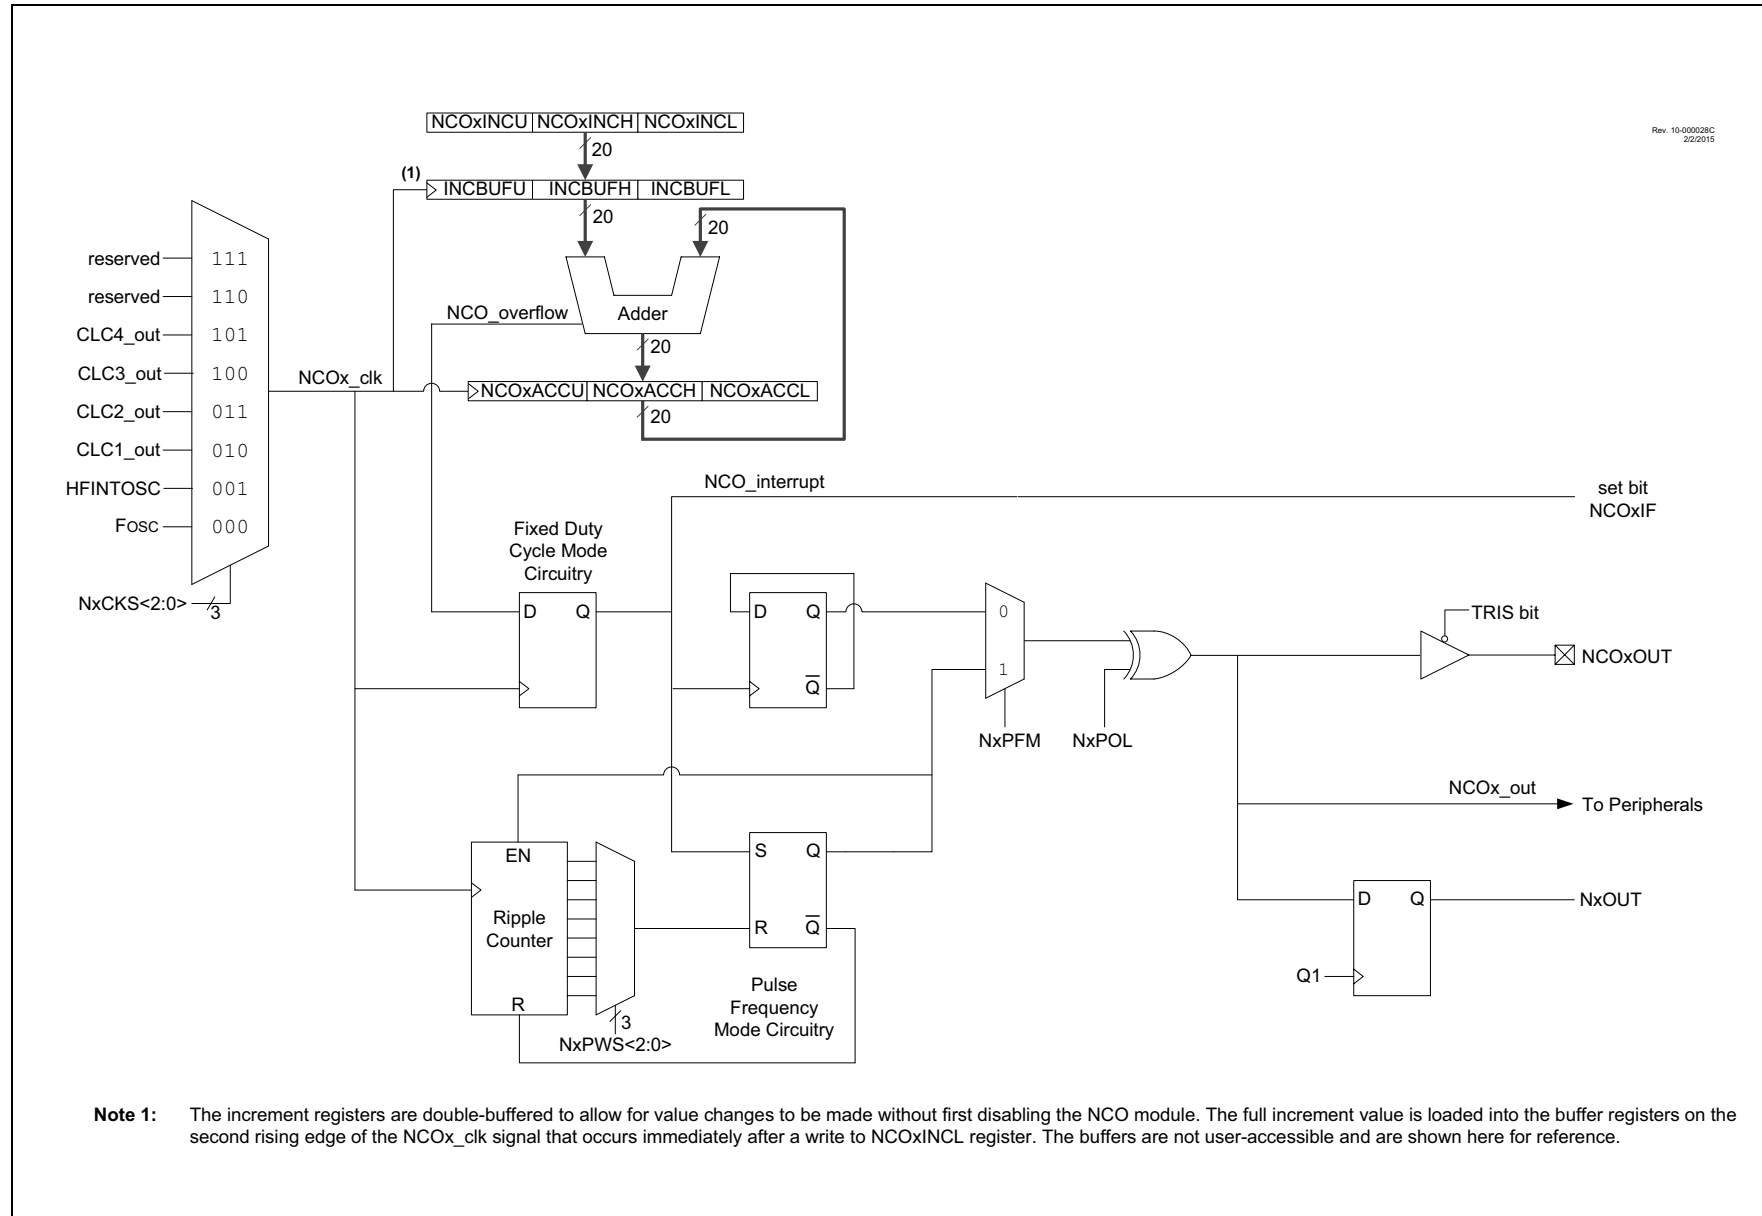 NCOxINCU NCOxINCH NCOxINCL
20
Rev. 10-000028C
2/2/2015
(1)
INCBUFU INCBUFH INCBUFL
20
20
reserved 111
reserved 110
CLC4_out 101
CLC3_out 100
CLC2_out 011
CLC1_out 010
HFINTOSC 001
FOSC 000
NxCKS<2:0>
3
NCOx_clk
NCO_overflow
Adder
20
NCOxACCU NCOxACCH NCOxACCL
20
NCO_interrupt
set bit
NCOxIF
Fixed Duty
Cycle Mode
Circuitry
D Q
D Q
Q
0
1
NxPFM
NxPOL
TRIS bit
NCOxOUT
NCOx_out
To Peripherals
EN
Ripple
Counter
R
3
NxPWS<2:0>
S Q
R Q
Pulse
Frequency
Mode Circuitry
D Q
NxOUT
Q1
Note 1: The increment registers are double-buffered to allow for value changes to be made without first disabling the NCO module. The full increment value is loaded into the buffer registers on the
second rising edge of the NCOx_clk signal that occurs immediately after a write to NCOxINCL register. The buffers are not user-accessible and are shown here for reference.